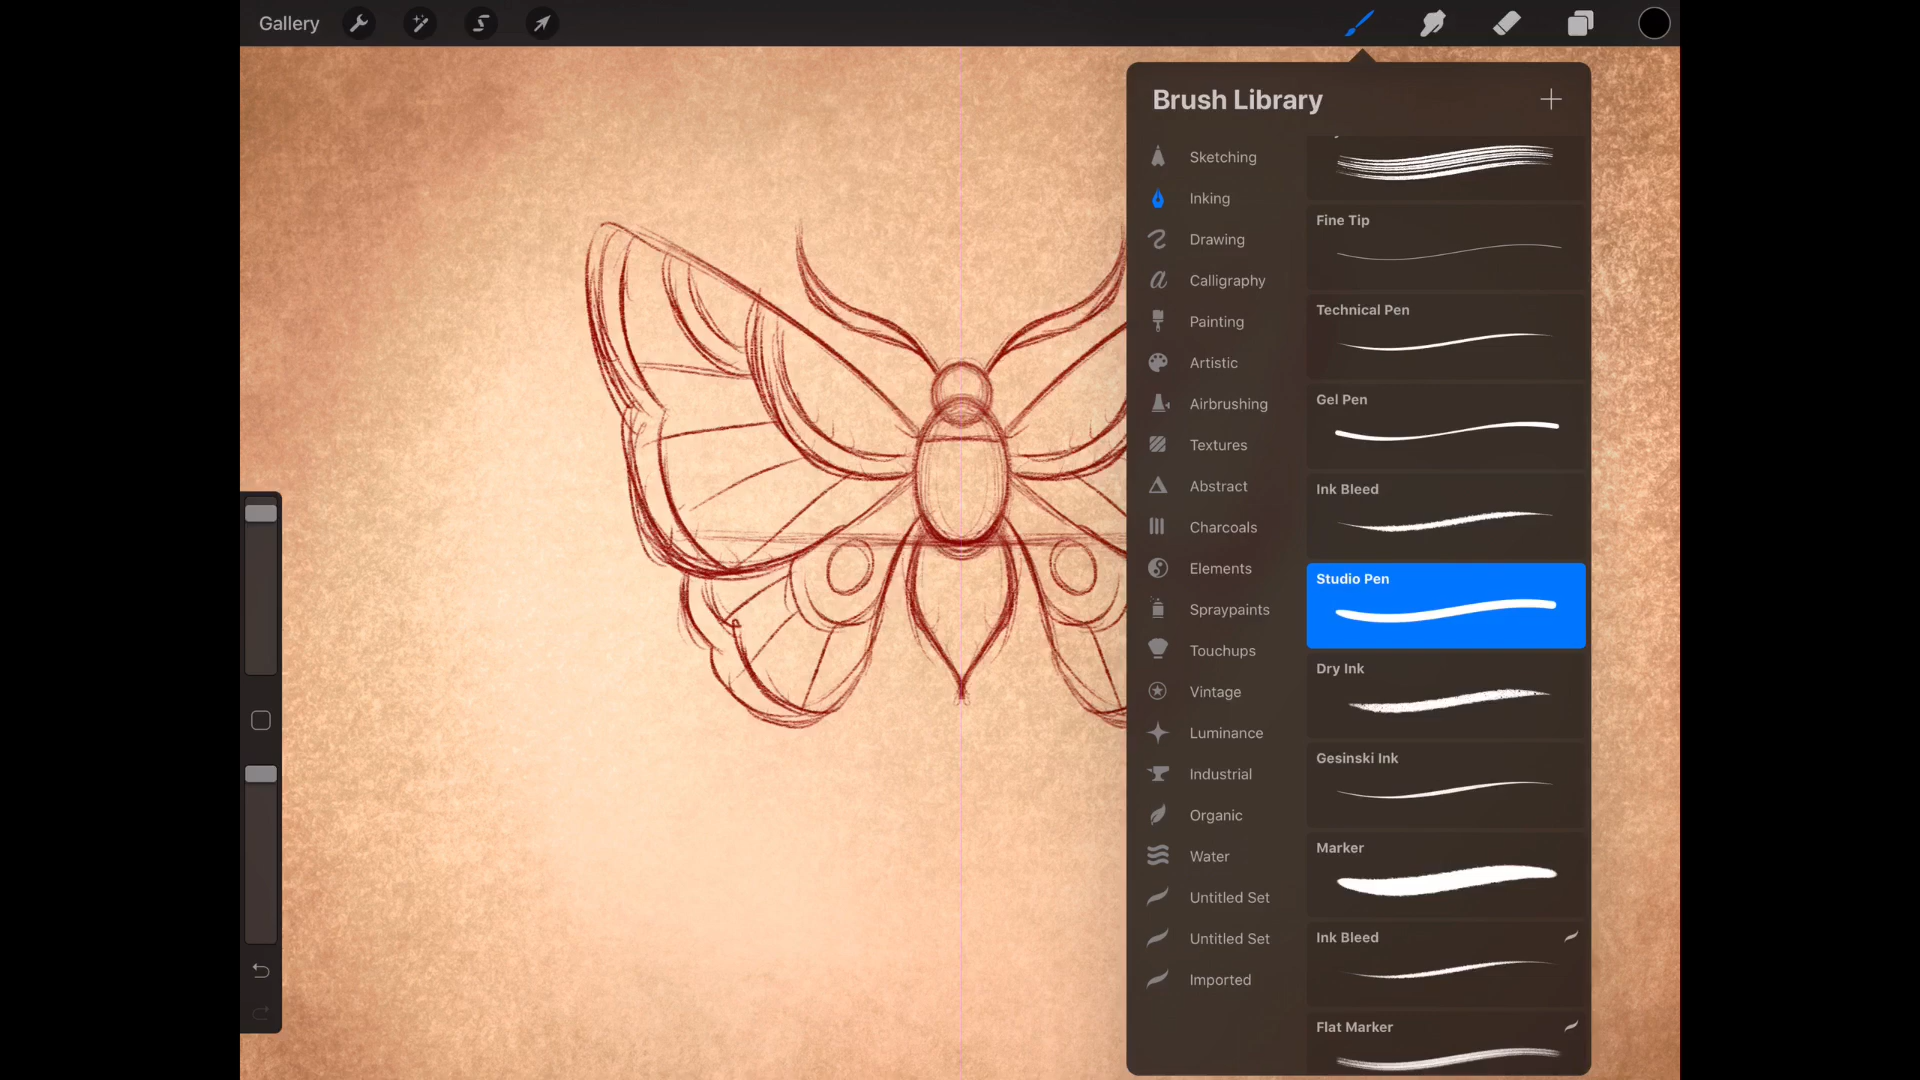 Gallery
Brush Library
Sketching
Inking
Drawing
Calligraphy
Painting
Artistic
Airbrushing
Textures
Abstract
Charcoals
Elements
Spraypaints
Touchups
Vintage
Luminance
Industrial
Organic
Water
Untitled Set
Untitled Set
Imported
Fine Tip
Technical Pen
Gel Pen
Ink Bleed
Studio Pen
Dry Ink
Gesinski Ink
Marker
Ink Bleed
Flat Marker